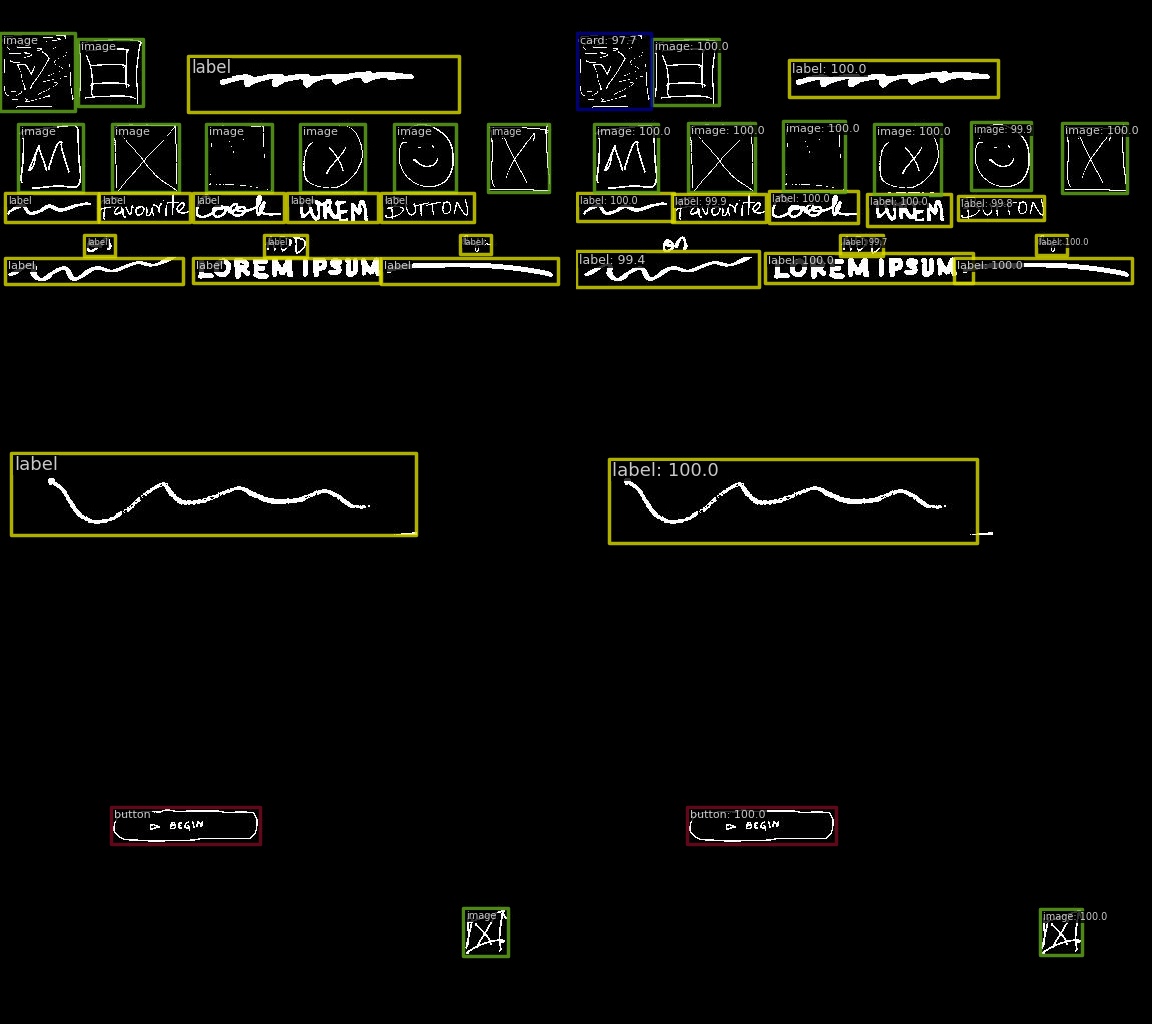 image image label card: 97.7 image: 100.0 label: 100.0
image image image image image image image: 100.0 image: 100.0 image: 100.0 image: 100.0 image: 99.9 image: 100.0
M X X M X X
label label label label label label: 100.0 label: 99.9 label: 100.0 label: 100.0 label: 99.8
Favourite Look WREM BUTTON Favourite Look WREM BUTTON
label label label on label: 99.7 label: 100.0
label label label label: 99.4 label: 100.0 label: 100.0
LOREM IPSUM LOREM IPSUM
label label: 100.0
button button: 100.0
BEGIN BEGIN
image image: 100.0